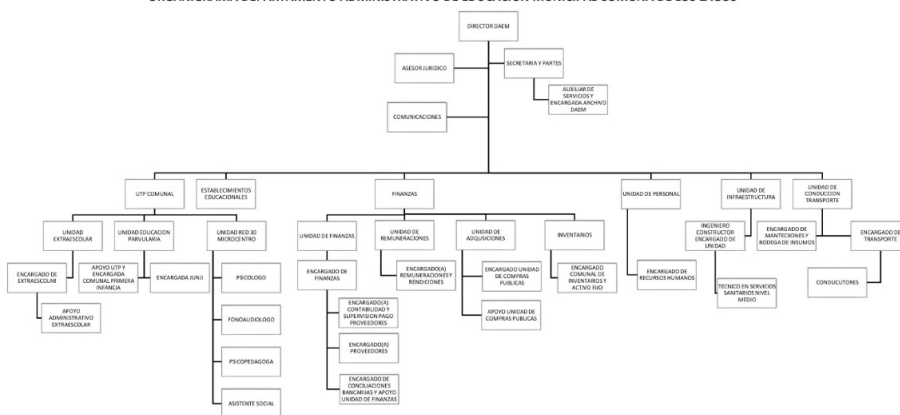 DIRECTOR DAEM
ASESOR JURIDICO
SECRETARIA Y PARTES
AUXILIAR DE
SERVICIOS Y
ENCARGADA ARCHIVO
DAEM
COMUNICACIONES
UTP COMUNAL
ESTABLECIMIENTOS
EDUCACIONALES
FINANZAS
UNIDAD DE PERSONAL
UNIDAD DE
INFRAESTRUCTURA
UNIDAD DE
CONDUCCION
TRANSPORTE
UNIDAD
EXTRAESCOLAR
UNIDAD EDUCACION
PARVULARIA
UNIDAD RED 3D
MICROCENTRO
UNIDAD DE FINANZAS
UNIDAD DE
REMUNERACIONES
UNIDAD DE
ADQUISICIONES
INVENTARIOS
INGENIERO
CONSTRUCTOR
ENCARGADO DE
UNIDAD
ENCARGADO DE
MANTECIONES Y
BODEGA DE INSUMOS
ENCARGADO DE
TRANSPORTE
ENCARGADO DE
EXTRAESCOLAR
APOYO UTP Y
ENCARGADA
COMUNAL PRIMERA
INFANCIA
ENCARGADA JUNJI
PSICOLOGO
ENCARGADO DE
FINANZAS
ENCARGADO(A)
REMUNERACIONES Y
RENDICIONES
ENCARGADO UNIDAD
DE COMPRAS
PUBLICAS
ENCARGADO
COMUNAL DE
INVENTARIOS Y
ACTIVO FIJO
ENCARGADO DE
RECURSOS HUMANOS
TECNICO EN SERVICIOS
SANITARIOS NIVEL
MEDIO
CONDUCUTORES
APOYO
ADMINISTRATIVO
EXTRAESCOLAR
FONOAUDIOLOGO
ENCARGADO(A)
CONTABILIDAD Y
SUPERVISION PAGO
PROVEEDORES
APOYO UNIDAD DE
COMPRAS PUBLICAS
PSICOPEDAGOGA
ENCARGADO(A)
PROVEEDORES
ASISTENTE SOCIAL
ENCARGADO DE
CONCILIACIONES
BANCARIIAS Y APOYO
UNIDAD DE FINANZAS